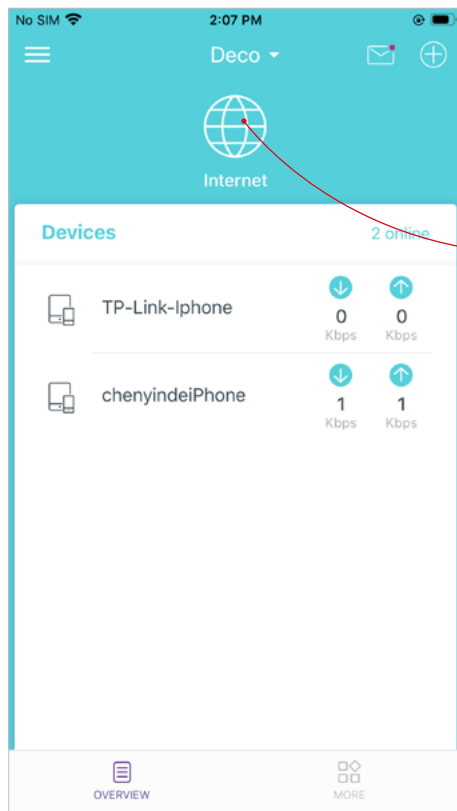 No SIM 2:07 PM
Deco
Internet
Devices 2 online
TP-Link-Iphone 0 0
Kbps Kbps
chenyindeiPhone 1 1
Kbps Kbps
OVERVIEW MORE